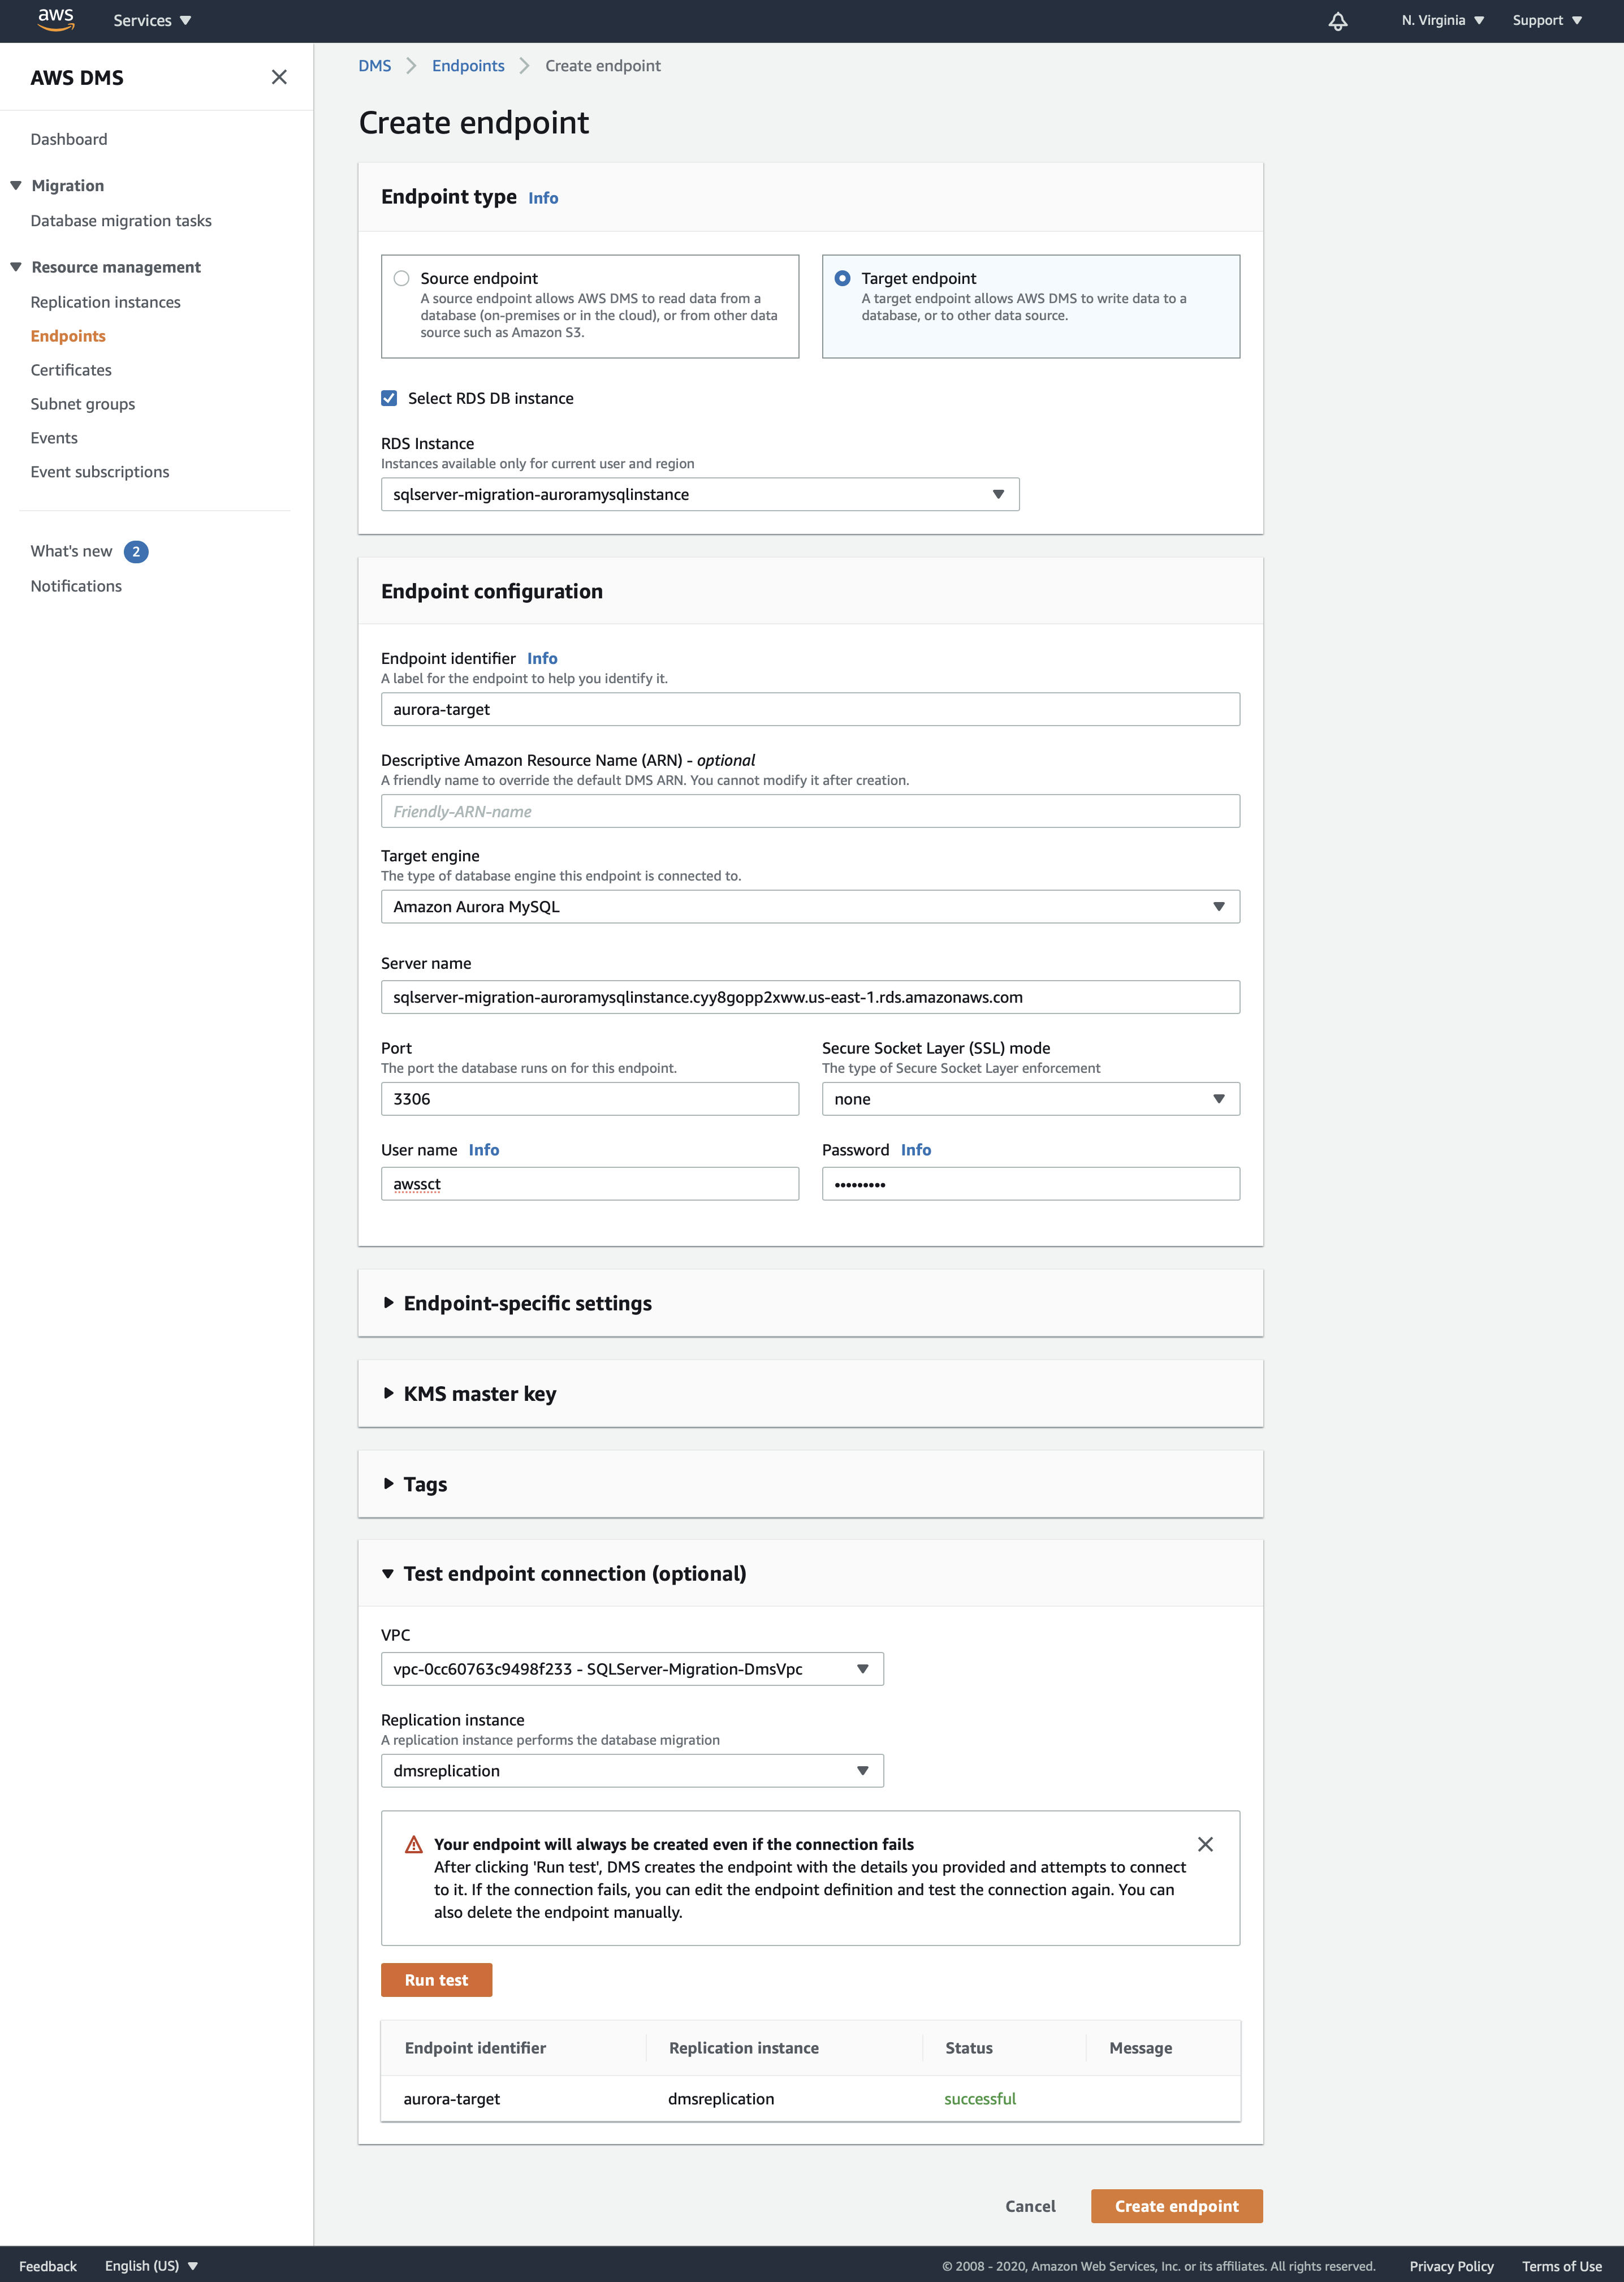 aws
Services
N. Virginia
Support
AWS DMS
Dashboard
Migration
Database migration tasks
Resource management
Replication instances
Endpoints
Certificates
Subnet groups
Events
Event subscriptions
What's new 2
Notifications
DMS Endpoints Create endpoint
Create endpoint
Endpoint type Info
Source endpoint
A source endpoint allows AWS DMS to read data from a
database (on-premises or in the cloud), or from other data
source such as Amazon S3.
Target endpoint
A target endpoint allows AWS DMS to write data to a
database, or to other data source.
Select RDS DB instance
RDS Instance
Instances available only for current user and region
sqlserver-migration-auroramysqlinstance
Endpoint configuration
Endpoint identifier Info
A label for the endpoint to help you identify it.
aurora-target
Descriptive Amazon Resource Name (ARN) - optional
A friendly name to override the default DMS ARN. You cannot modify it after creation.
Friendly-ARN-name
Target engine
The type of database engine this endpoint is connected to.
Amazon Aurora MySQL
Server name
sqlserver-migration-auroramysqlinstance.cyy8gopp2xww.us-east-1.rds.amazonaws.com
Port
The port the database runs on for this endpoint.
3306
Secure Socket Layer (SSL) mode
The type of Secure Socket Layer enforcement
none
User name Info
awssct
Password Info
•••••••••
Endpoint-specific settings
KMS master key
Tags
Test endpoint connection (optional)
VPC
vpc-0cc60763c9498f233 - SQLServer-Migration-DmsVpc
Replication instance
A replication instance performs the database migration
dmsreplication
Your endpoint will always be created even if the connection fails
After clicking 'Run test', DMS creates the endpoint with the details you provided and attempts to connect
to it. If the connection fails, you can edit the endpoint definition and test the connection again. You can
also delete the endpoint manually.
Run test
Endpoint identifier Replication instance Status Message
aurora-target dmsreplication successful
Cancel Create endpoint
Feedback English (US) © 2008 - 2020, Amazon Web Services, Inc. or its affiliates. All rights reserved. Privacy Policy Terms of Use